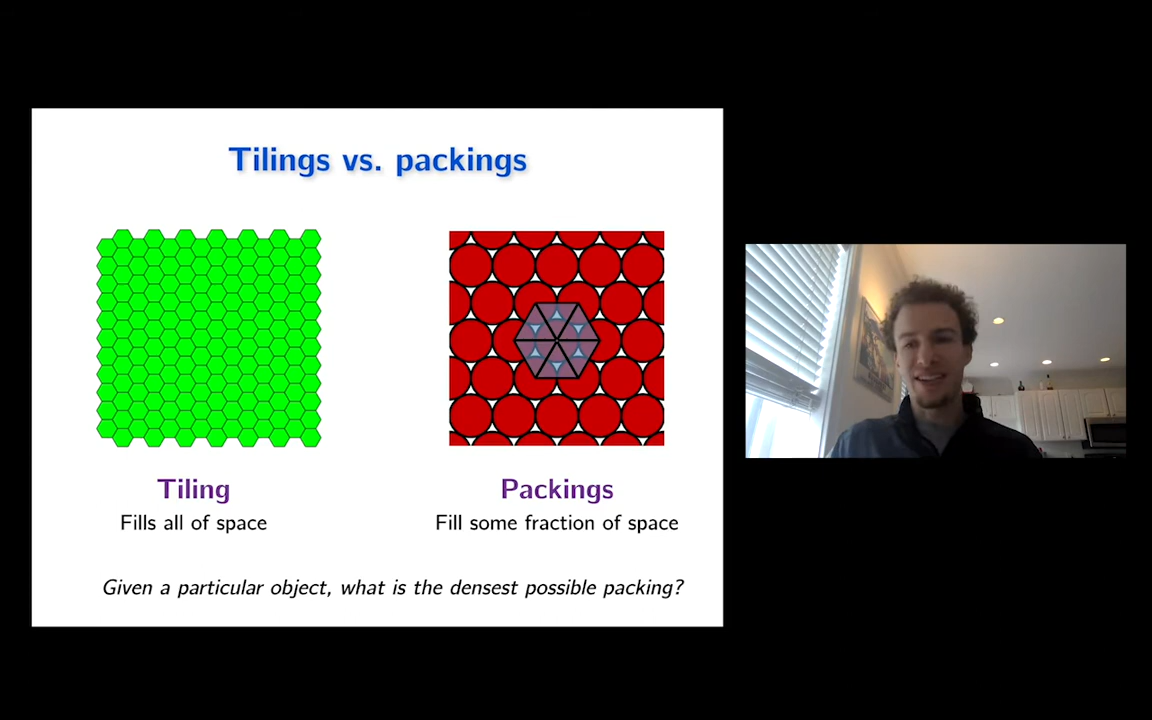 Tilings vs. packings
Tiling
Fills all of space
Packings
Fill some fraction of space
Given a particular object, what is the densest possible packing?